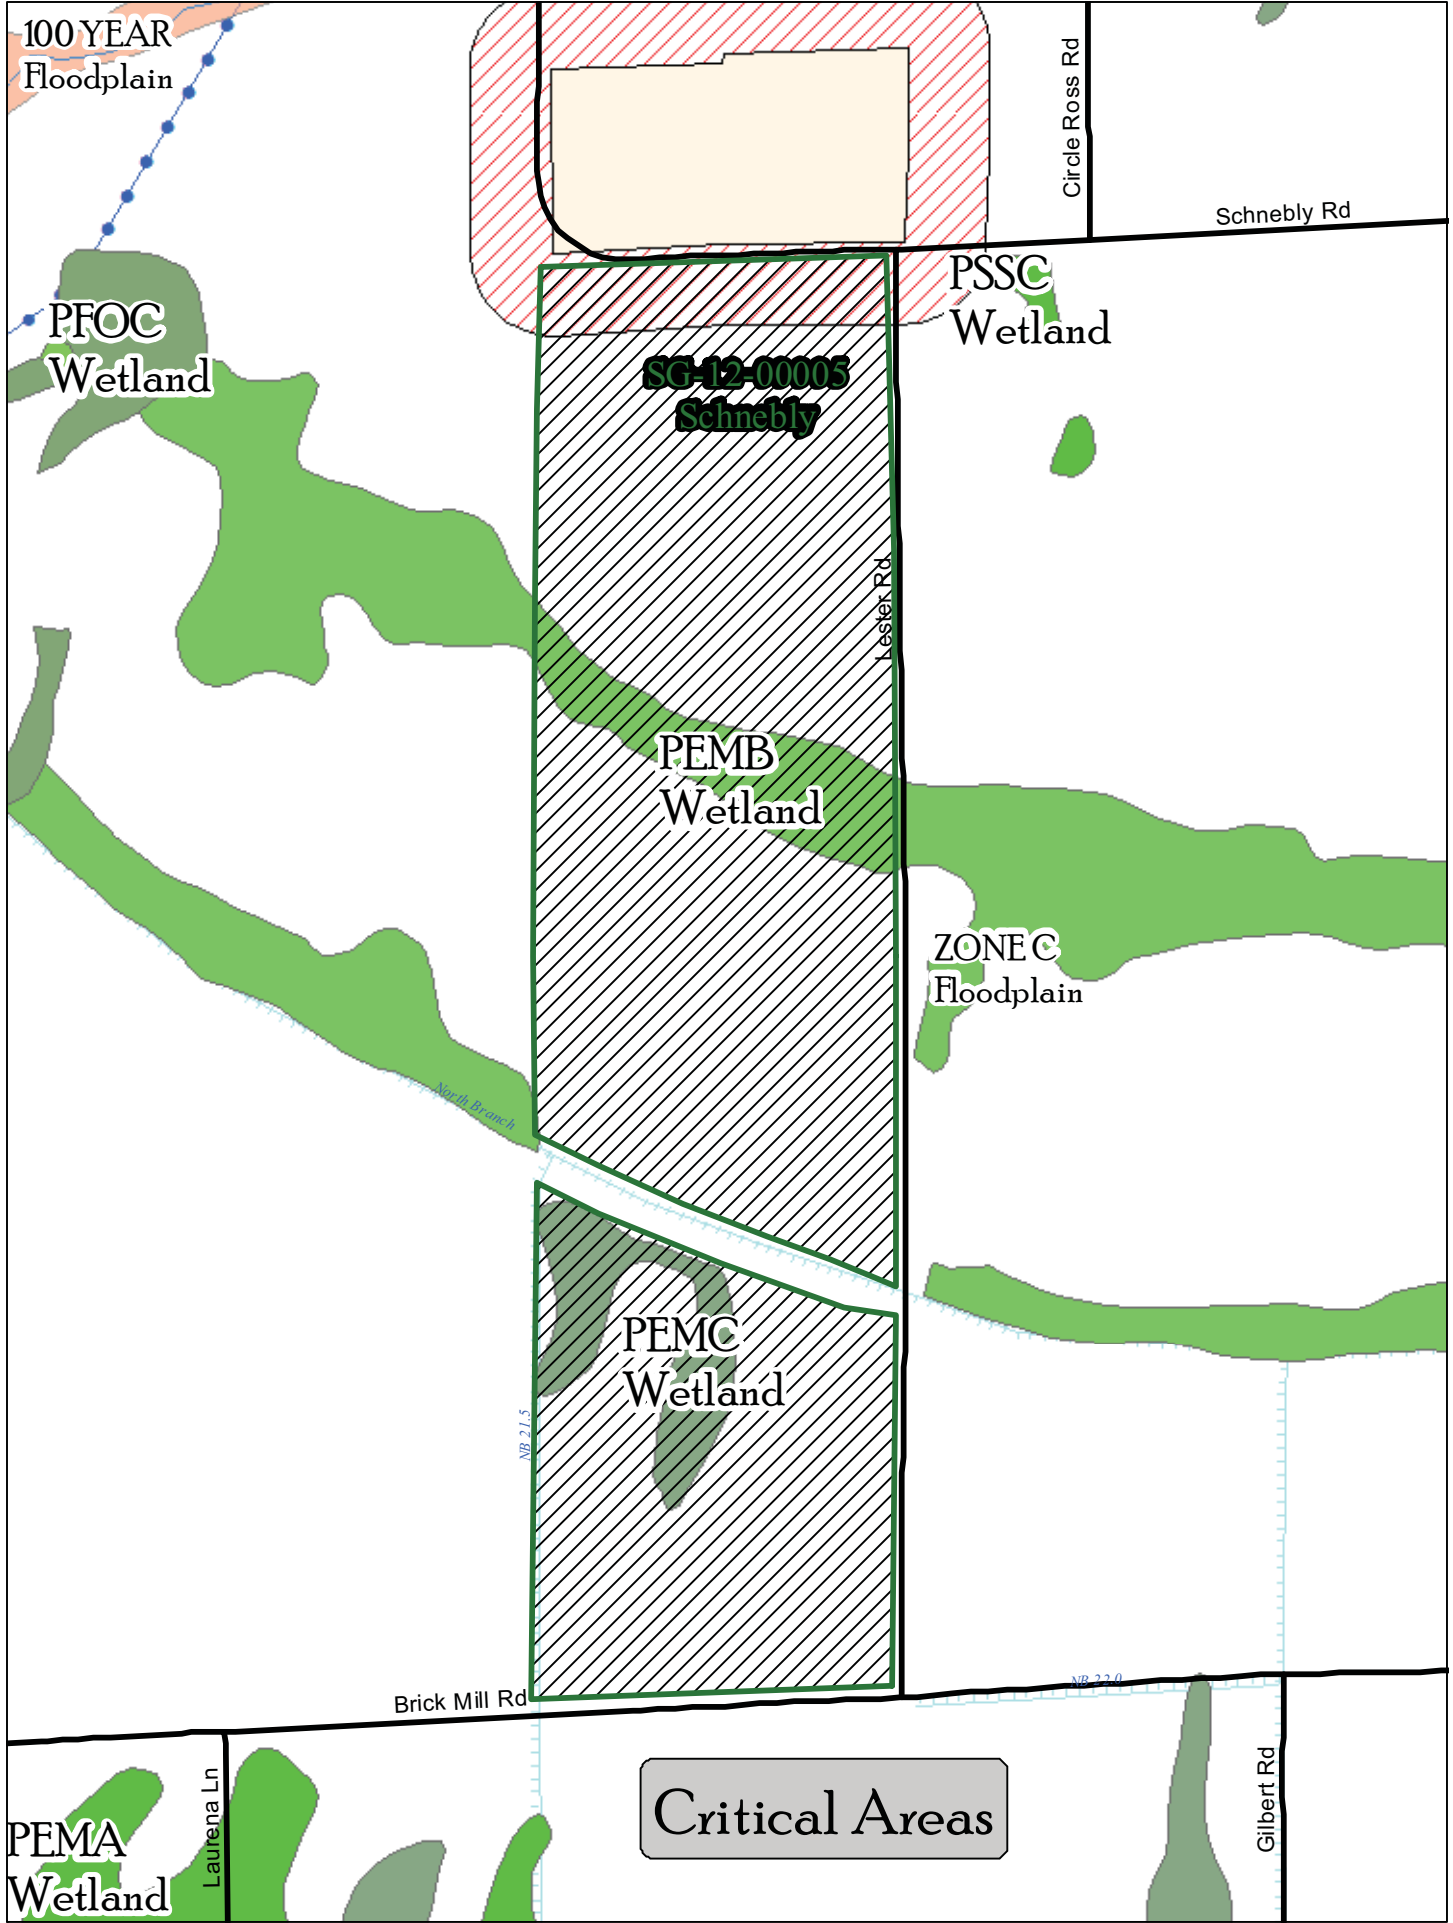 100 YEAR
Floodplain
Circle Ross Rd
Schnebly Rd
PSSC
Wetland
PFOC
Wetland
SG-12-00005
Schnebly
Lester Rd
PEMB
Wetland
ZONE C
Floodplain
North Branch
PEMC
Wetland
NB 21.5
NB 22.0
Brick Mill Rd
Laurena Ln
Gilbert Rd
Critical Areas
PEMA
Wetland